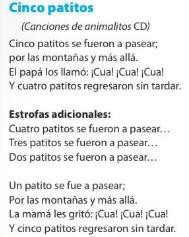 Cinco patitos
(Canciones de animalitos CD)
Cinco patitos se fueron a pasear;
por las montañas y más allá.
El papá los llamó: ¡Cua! ¡Cua! ¡Cua!
Y cuatro patitos regresaron sin tardar.

Estrofas adicionales:
Cuatro patitos se fueron a pasear…
Tres patitos se fueron a pasear…
Dos patitos se fueron a pasear…

Un patito se fue a pasear;
Por las montañas y más allá.
La mamá les gritó: ¡Cua! ¡Cua! ¡Cua!
Y cinco patitos regresaron sin tardar.